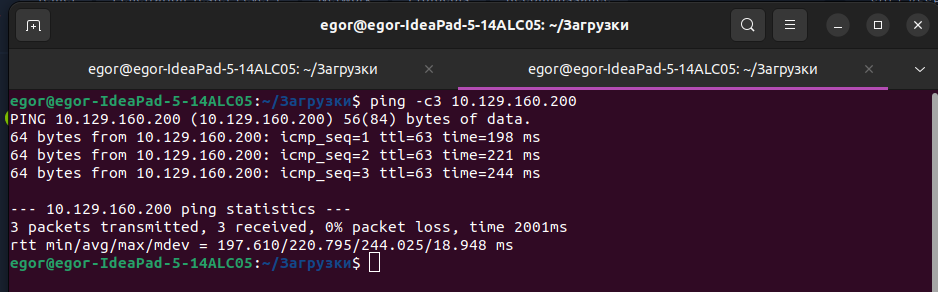 egor@egor-IdeaPad-5-14ALC05: ~/Загрузки
egor@egor-IdeaPad-5-14ALC05: ~/Загрузки
egor@egor-IdeaPad-5-14ALC05: ~/Загрузки
egor@egor-IdeaPad-5-14ALC05:~/Загрузки$ ping -c3 10.129.160.200
PING 10.129.160.200 (10.129.160.200) 56(84) bytes of data.
64 bytes from 10.129.160.200: icmp_seq=1 ttl=63 time=198 ms
64 bytes from 10.129.160.200: icmp_seq=2 ttl=63 time=221 ms
64 bytes from 10.129.160.200: icmp_seq=3 ttl=63 time=244 ms
--- 10.129.160.200 ping statistics ---
3 packets transmitted, 3 received, 0% packet loss, time 2001ms
rtt min/avg/max/mdev = 197.610/220.795/244.025/18.948 ms
egor@egor-IdeaPad-5-14ALC05:~/Загрузки$